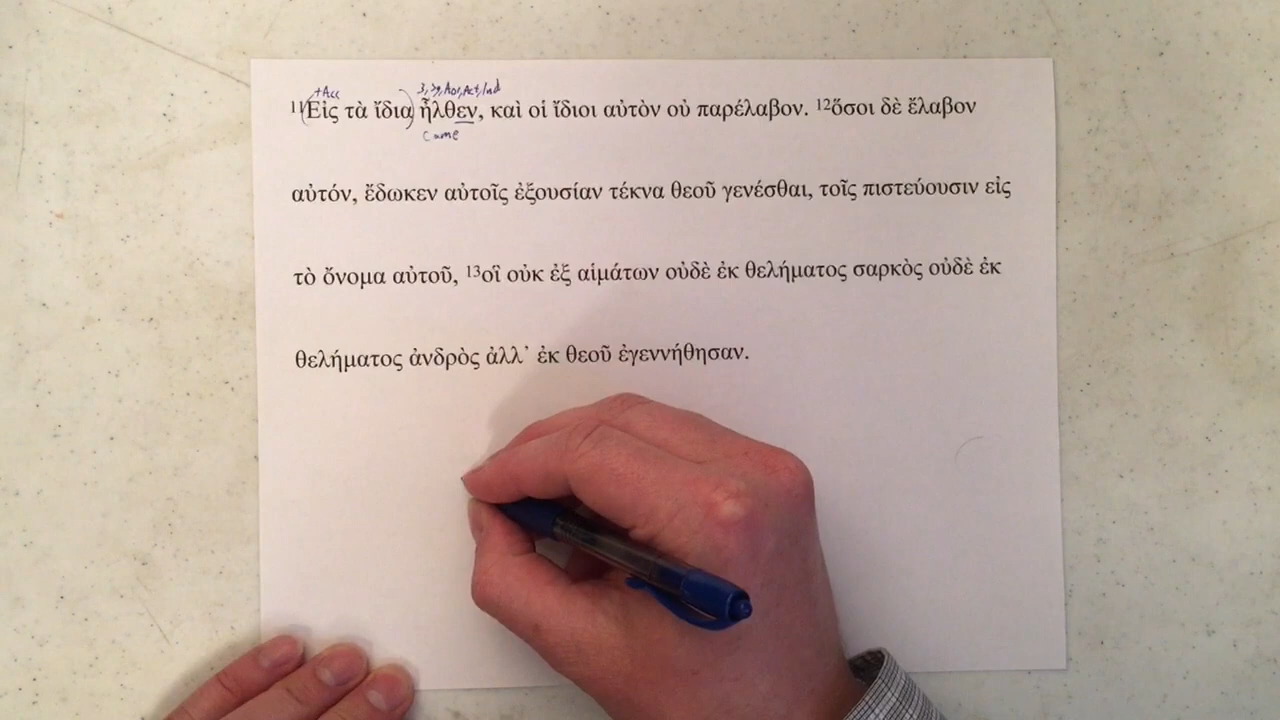 +Acc 3, sg, Aor, Act, Ind
11(Εἰς τὰ ἴδια) ἦλθεν, καὶ οἱ ἴδιοι αὐτὸν οὐ παρέλαβον. 12ὅσοι δὲ ἔλαβον
came
αὐτόν, ἔδωκεν αὐτοῖς ἐξουσίαν τέκνα θεοῦ γενέσθαι, τοῖς πιστεύουσιν εἰς
τὸ ὄνομα αὐτοῦ, 13οἳ οὐκ ἐξ αἱμάτων οὐδὲ ἐκ θελήματος σαρκὸς οὐδὲ ἐκ
θελήματος ἀνδρὸς ἀλλ᾽ ἐκ θεοῦ ἐγεννήθησαν.